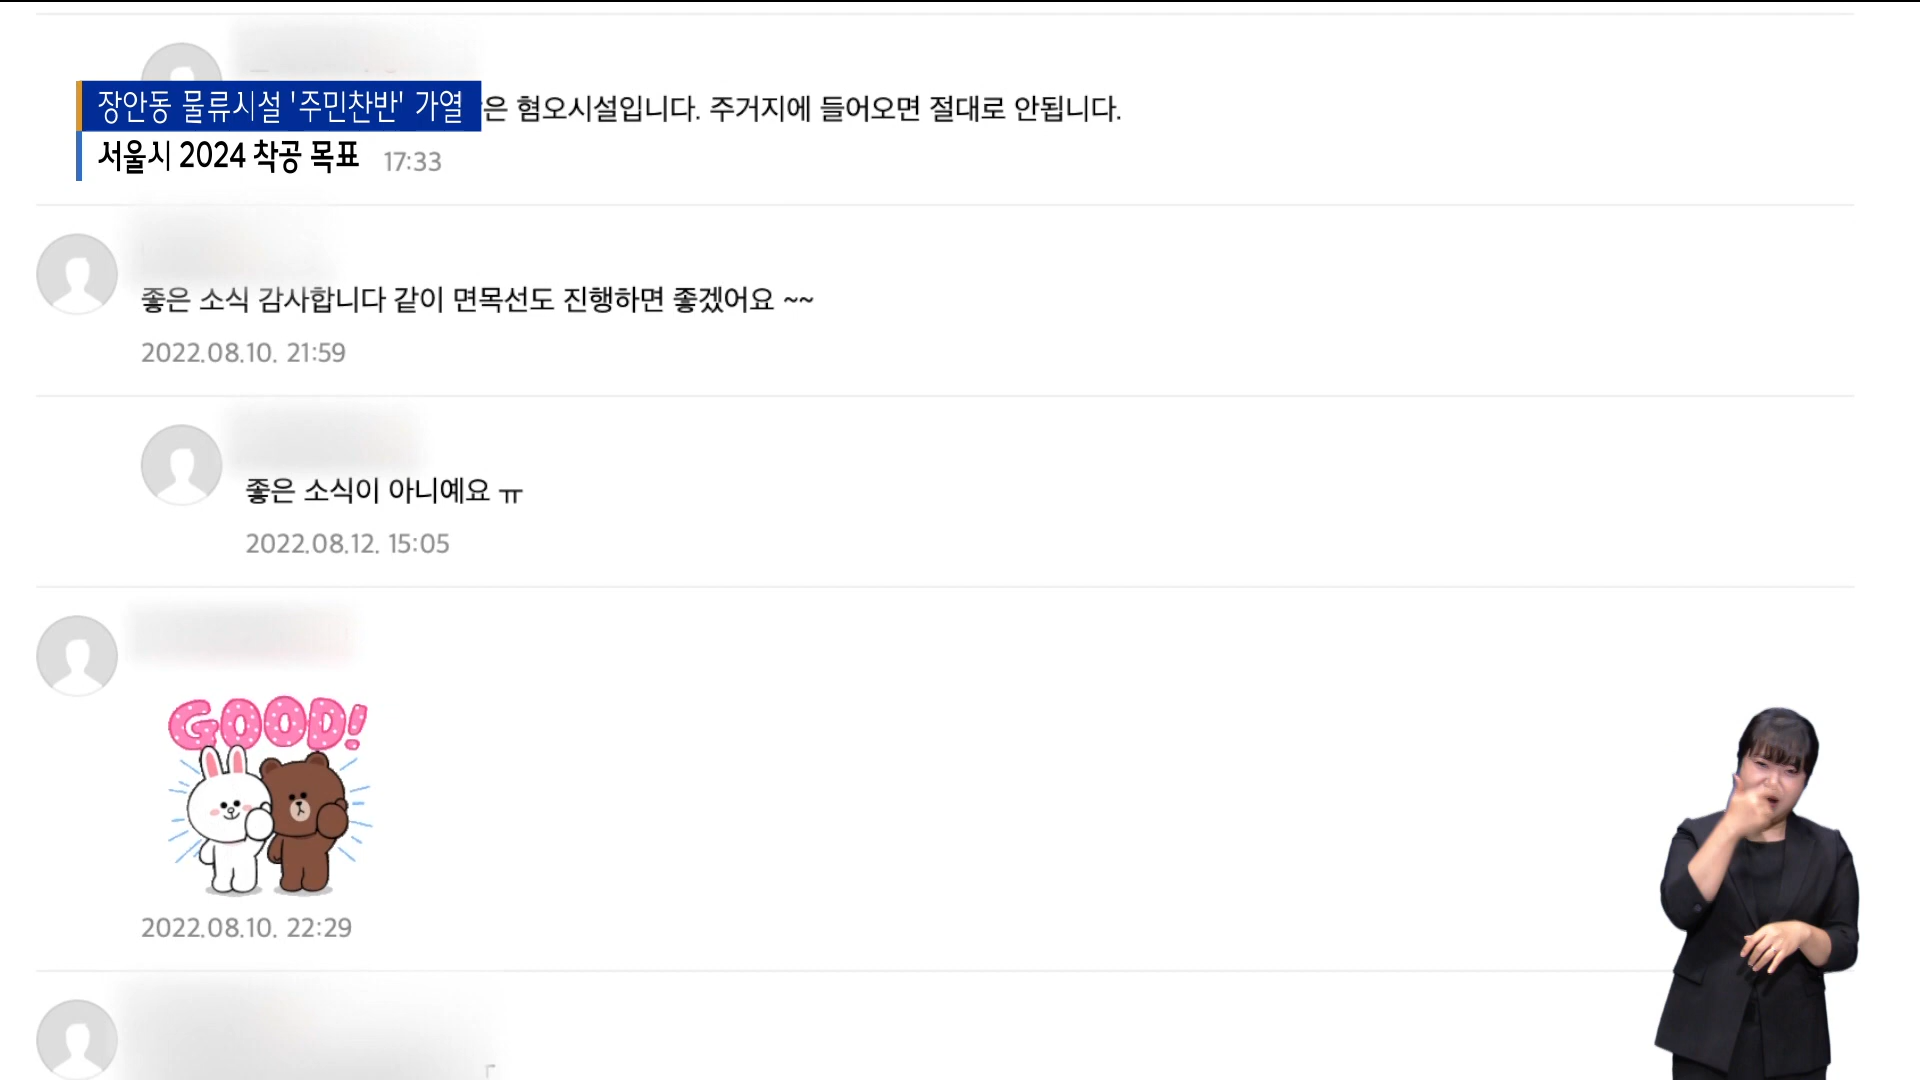 장안동 물류시설 '주민찬반' 가열
은 혐오시설입니다. 주거지에 들어오면 절대로 안됩니다.
서울시 2024 착공 목표
17:33
좋은 소식 감사합니다 같이 면목선도 진행하면 좋겠어요 ~~
2022.08.10. 21:59
좋은 소식이 아니예요 ㅠ
2022.08.12. 15:05
GOOD!
2022.08.10. 22:29